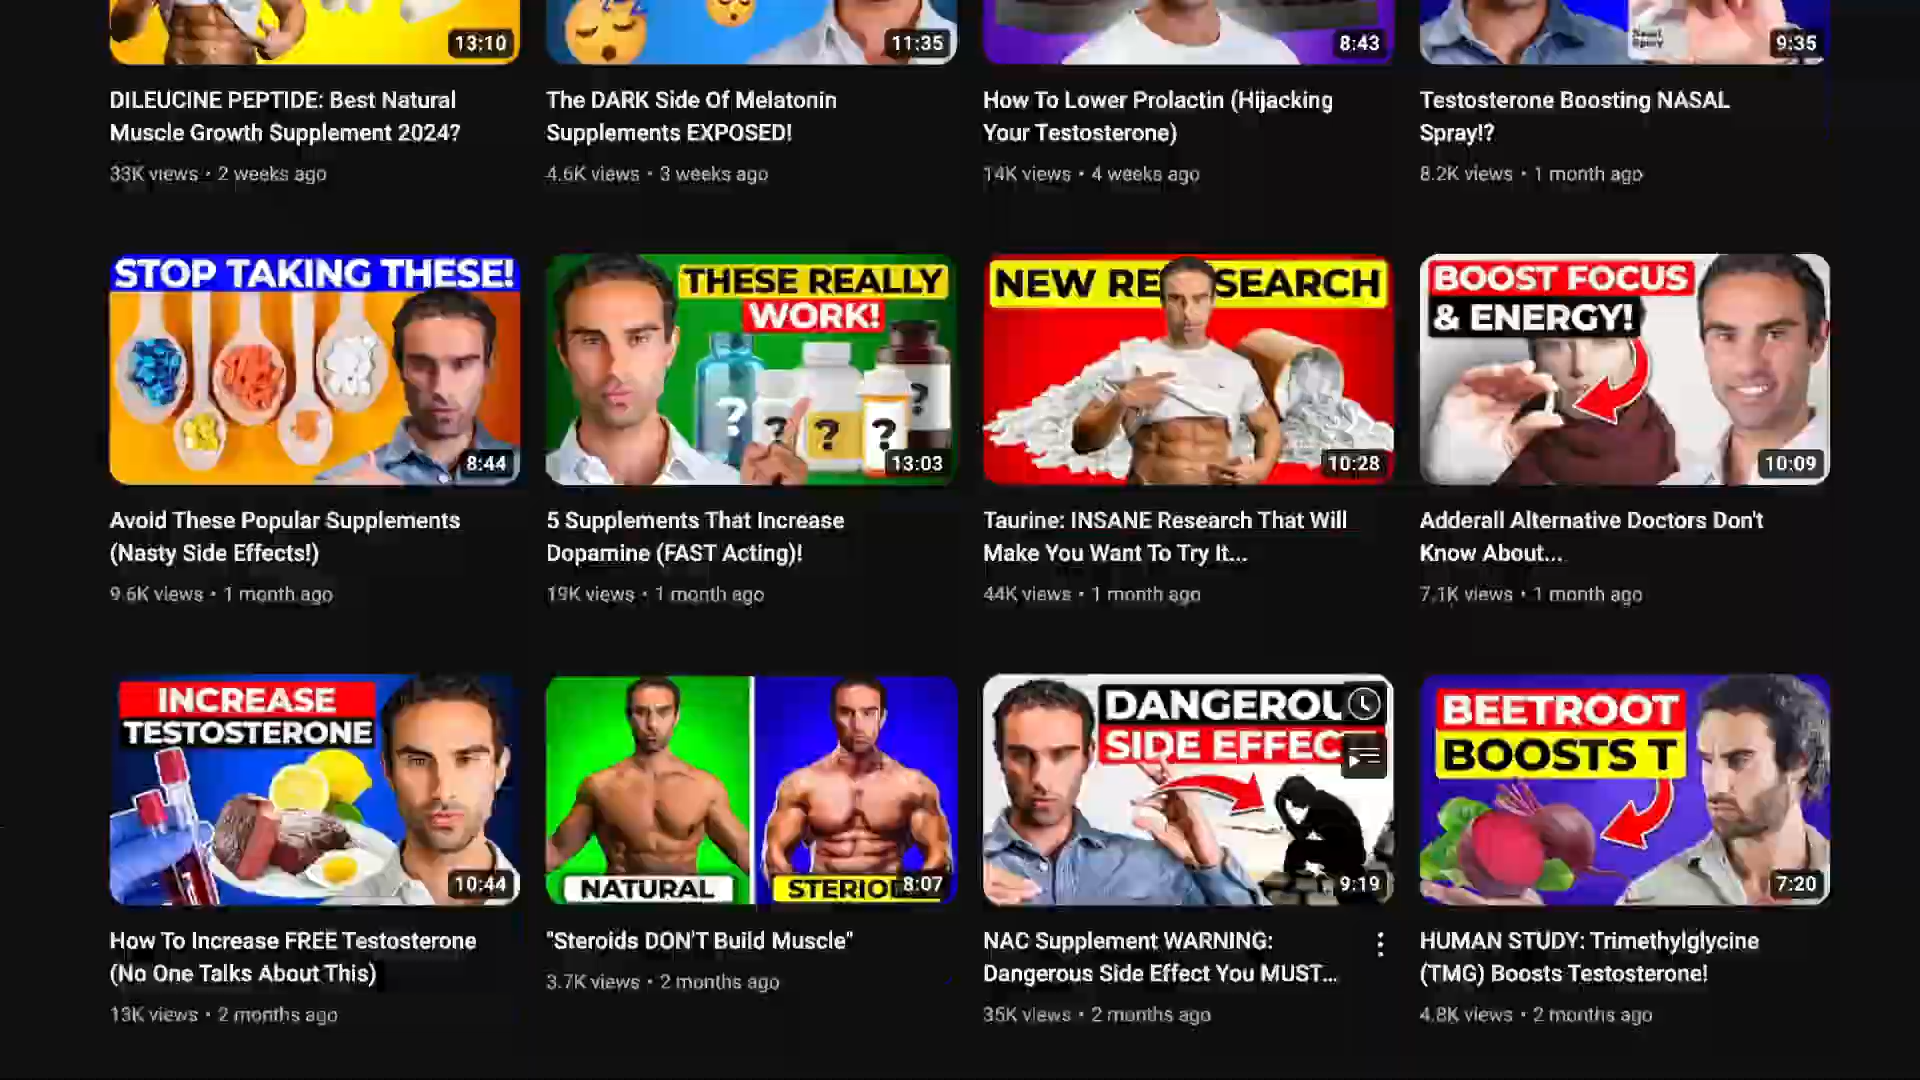 13:10
11:35
8:43
9:35
DILEUCINE PEPTIDE: Best Natural
Muscle Growth Supplement 2024?
33K views • 2 weeks ago
The DARK Side Of Melatonin
Supplements EXPOSED!
4.6K views • 3 weeks ago
How To Lower Prolactin (Hijacking
Your Testosterone)
14K views • 4 weeks ago
Testosterone Boosting NASAL
Spray!?
8.2K views • 1 month ago
STOP TAKING THESE!
8:44
THESE REALLY
WORK!
? ? ? ? ?
13:03
NEW RE SEARCH
10:28
BOOST FOCUS
& ENERGY!
10:09
Avoid These Popular Supplements
(Nasty Side Effects!)
9.6K views • 1 month ago
5 Supplements That Increase
Dopamine (FAST Acting)!
19K views • 1 month ago
Taurine: INSANE Research That Will
Make You Want To Try It...
44K views • 1 month ago
Adderall Alternative Doctors Don't
Know About...
7.1K views • 1 month ago
INCREASE
TESTOSTERONE
10:44
NATURAL
STERIO
8:07
DANGEROU
SIDE EFFEC
9:19
BEETROOT
BOOSTS T
7:20
How To Increase FREE Testosterone
(No One Talks About This)
13K views • 2 months ago
"Steroids DON'T Build Muscle"
3.7K views • 2 months ago
NAC Supplement WARNING:
Dangerous Side Effect You MUST...
35K views • 2 months ago
HUMAN STUDY: Trimethylglycine
(TMG) Boosts Testosterone!
4.8K views • 2 months ago